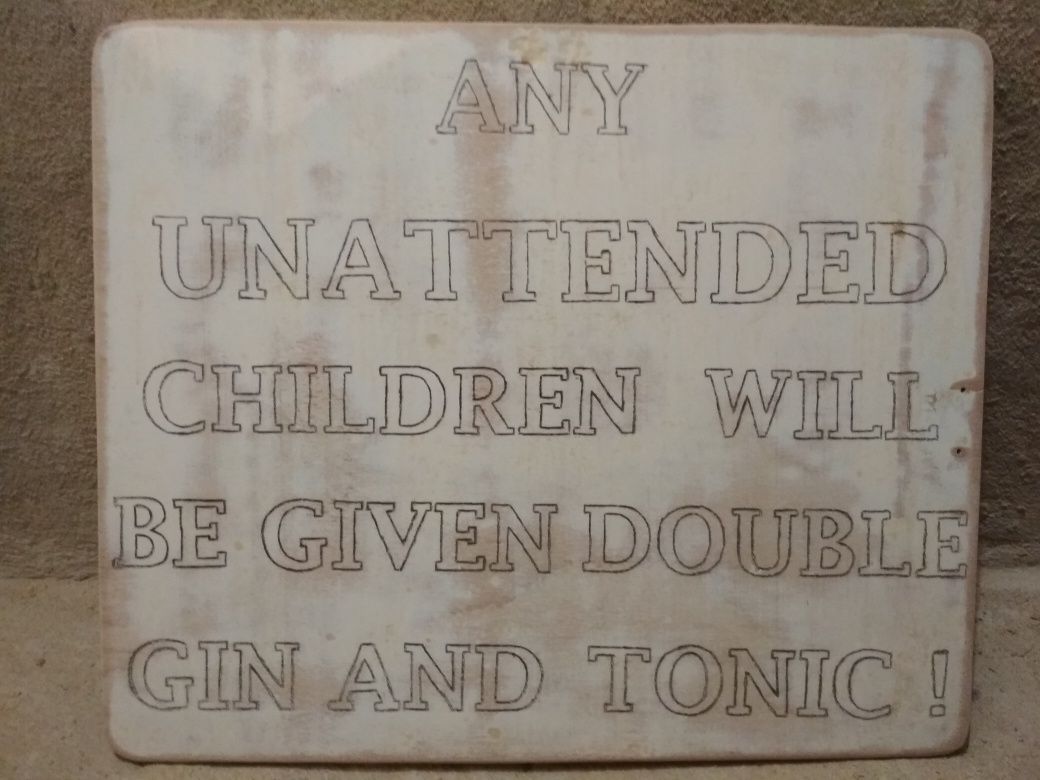 ANY
UNATTENDED
CHILDREN WILL
BE GIVEN DOUBLE
GIN AND TONIC !